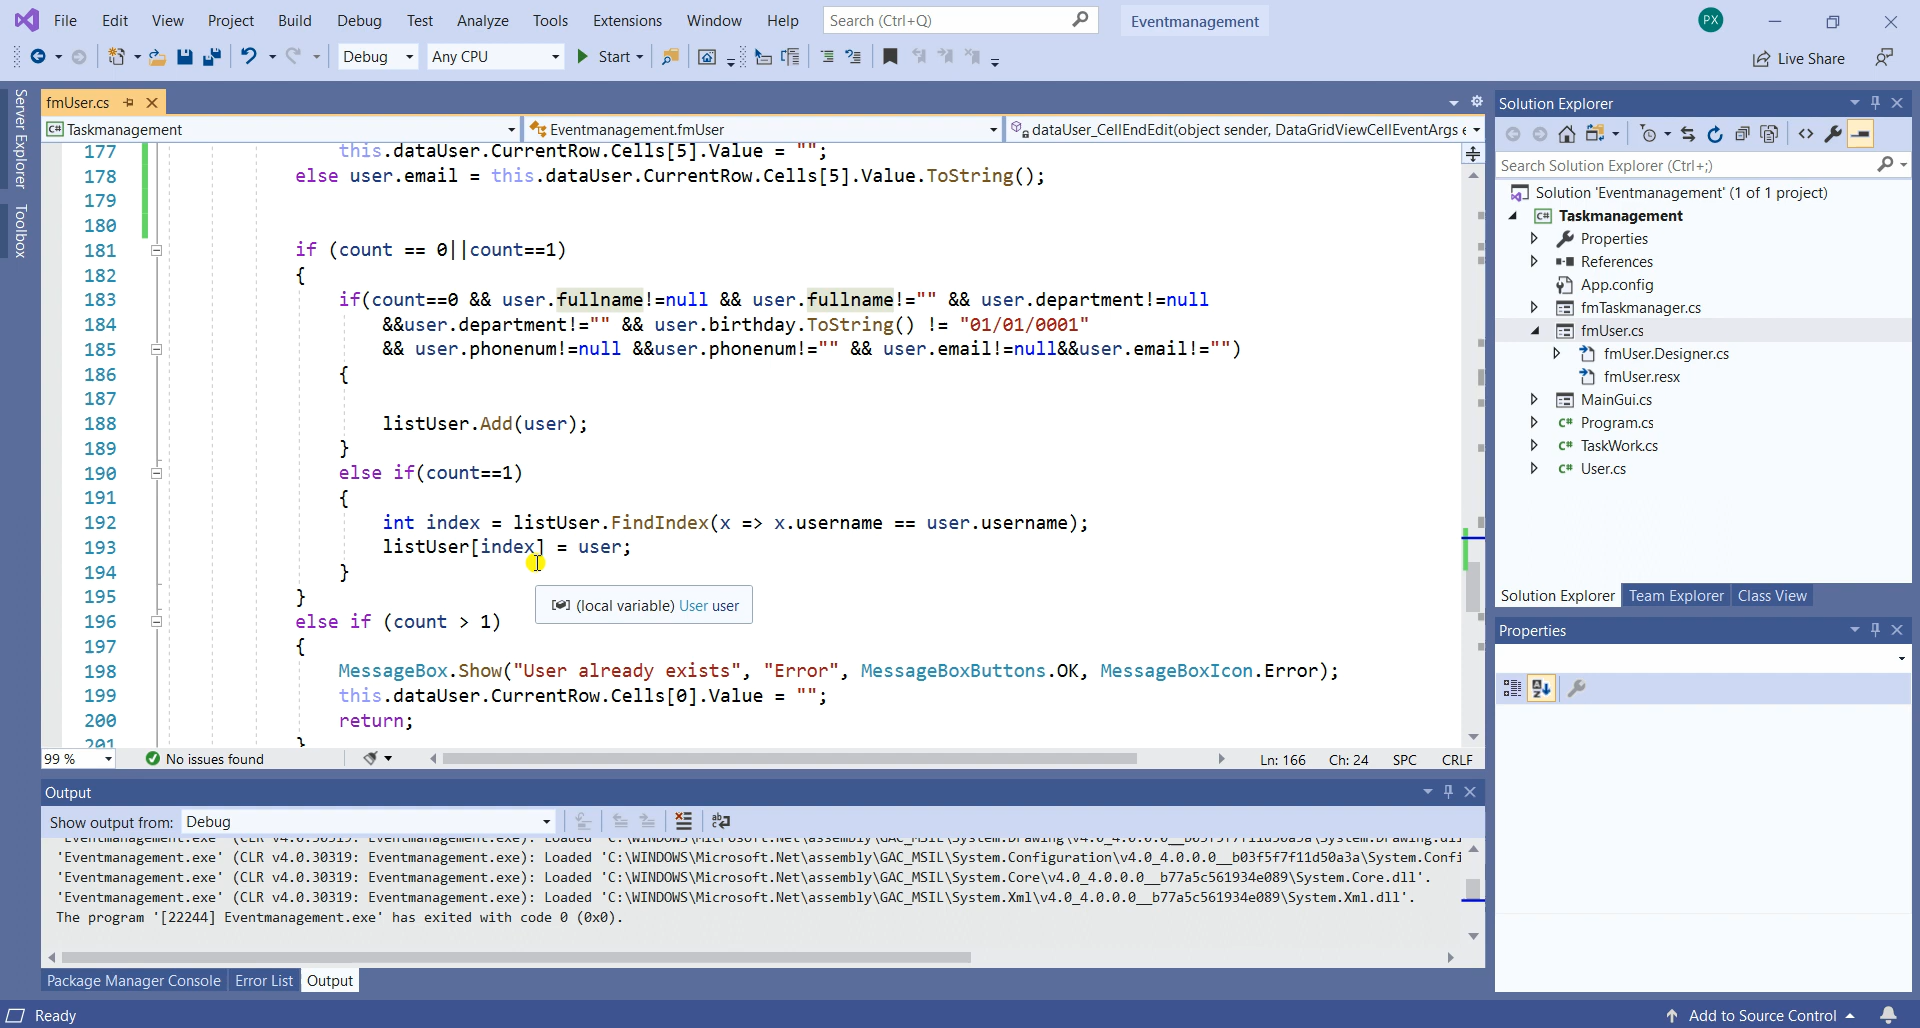 File Edit View Project Build Debug Test Analyze Tools Extensions Window Help Search (Ctrl+Q) Eventmanagement PX
Debug Any CPU Start Live Share
Server Explorer
Toolbox
fmUser.cs
Taskmanagement Eventmanagement.fmUser dataUser_CellEndEdit(object sender, DataGridViewCellEventArgs e
177 this.dataUser.CurrentRow.Cells[5].Value = "";
178 else user.email = this.dataUser.CurrentRow.Cells[5].Value.ToString();
179
180
181 if (count == 0||count==1)
182 {
183 if(count==0 && user.fullname!=null && user.fullname!="" && user.department!=null
184 &&user.department!="" && user.birthday.ToString() != "01/01/0001"
185 && user.phonenum!=null &&user.phonenum!="" && user.email!=null&&user.email!="")
186 {
187
188 listUser.Add(user);
189 }
190 else if(count==1)
191 {
192 int index = listUser.FindIndex(x => x.username == user.username);
193 listUser[index] = user;
194 }
195 }
(local variable) User user
196 else if (count > 1)
197 {
198 MessageBox.Show("User already exists", "Error", MessageBoxButtons.OK, MessageBoxIcon.Error);
199 this.dataUser.CurrentRow.Cells[0].Value = "";
200 return;
201 }
99 % No issues found Ln: 166 Ch: 24 SPC CRLF
Output
Show output from: Debug
'Eventmanagement.exe' (CLR v4.0.30319: Eventmanagement.exe): Loaded 'C:\WINDOWS\Microsoft.Net\assembly\GAC_MSIL\System.Configuration\v4.0_4.0.0.0__b03f5f7f11d50a3a\System.Confi
'Eventmanagement.exe' (CLR v4.0.30319: Eventmanagement.exe): Loaded 'C:\WINDOWS\Microsoft.Net\assembly\GAC_MSIL\System.Core\v4.0_4.0.0.0__b77a5c561934e089\System.Core.dll'.
'Eventmanagement.exe' (CLR v4.0.30319: Eventmanagement.exe): Loaded 'C:\WINDOWS\Microsoft.Net\assembly\GAC_MSIL\System.Xml\v4.0_4.0.0.0__b77a5c561934e089\System.Xml.dll'.
The program '[22244] Eventmanagement.exe' has exited with code 0 (0x0).
Package Manager Console Error List Output
Solution Explorer
Search Solution Explorer (Ctrl+;)
Solution 'Eventmanagement' (1 of 1 project)
C# Taskmanagement
Properties
References
App.config
fmTaskmanager.cs
fmUser.cs
fmUser.Designer.cs
fmUser.resx
MainGui.cs
C# Program.cs
C# TaskWork.cs
C# User.cs
Solution Explorer Team Explorer Class View
Properties
Ready Add to Source Control